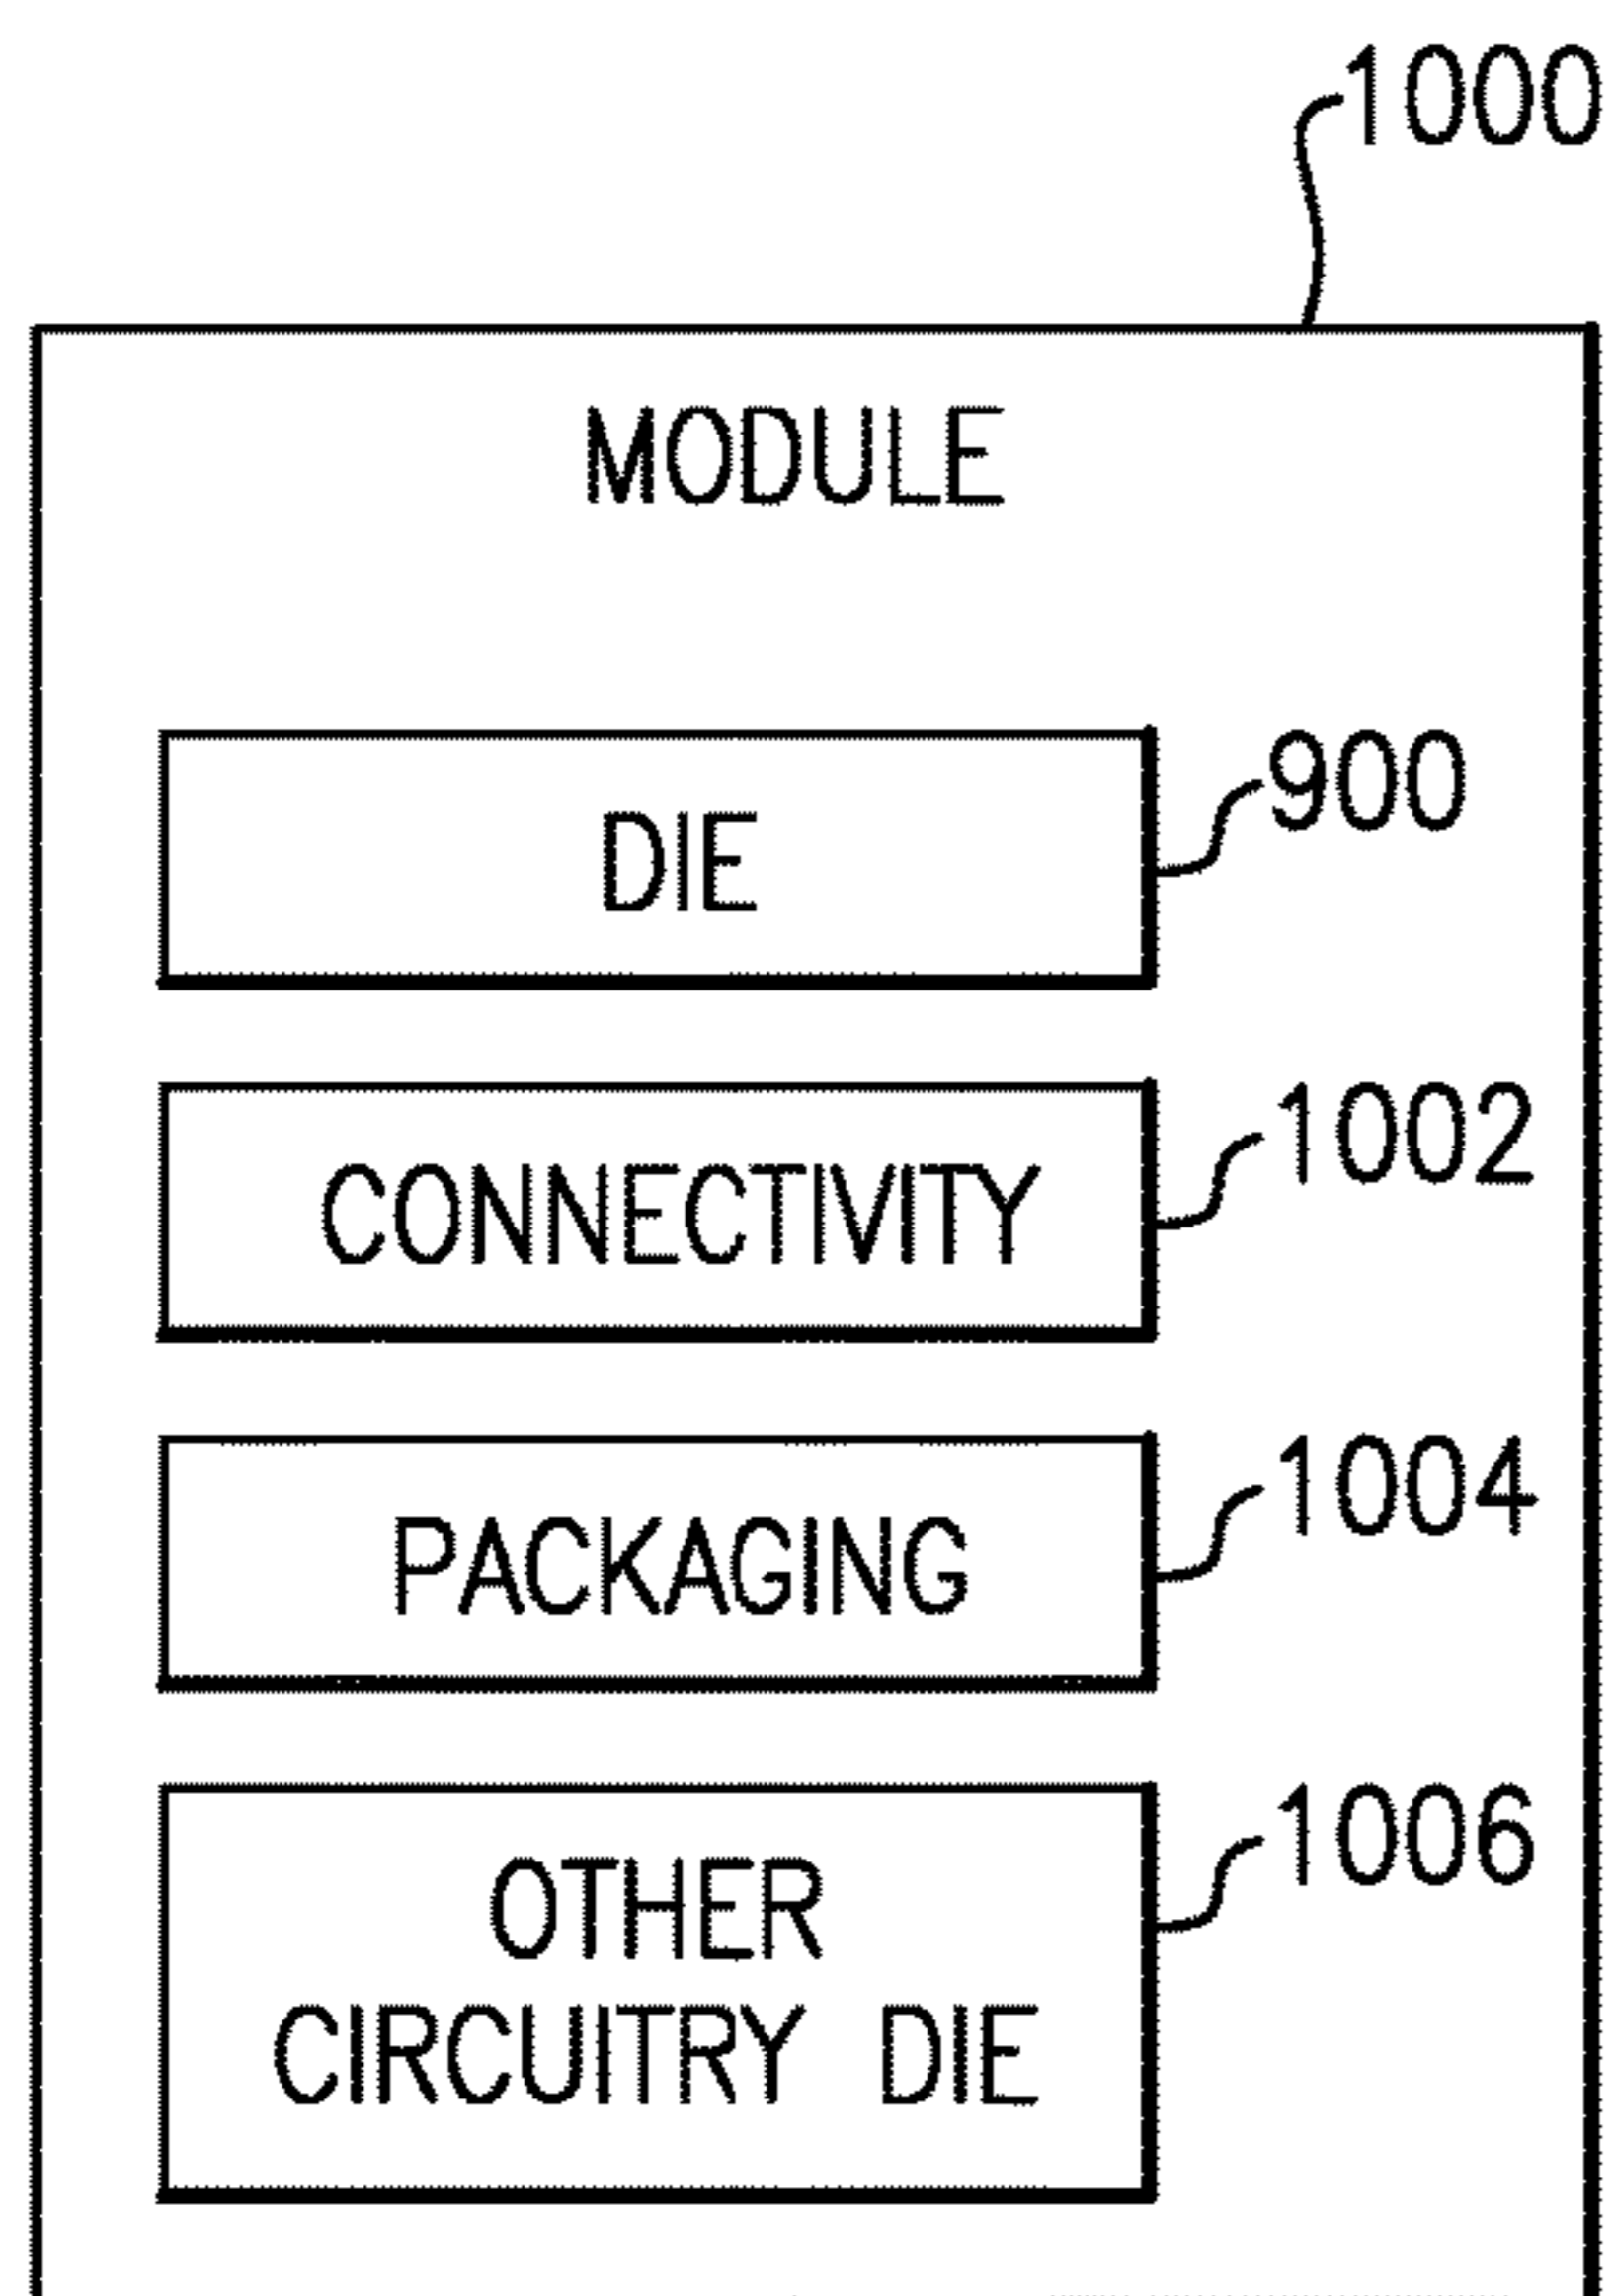 1000
MODULE
DIE
900
CONNECTIVITY
1002
PACKAGING
1004
OTHER
CIRCUITRY DIE
1006